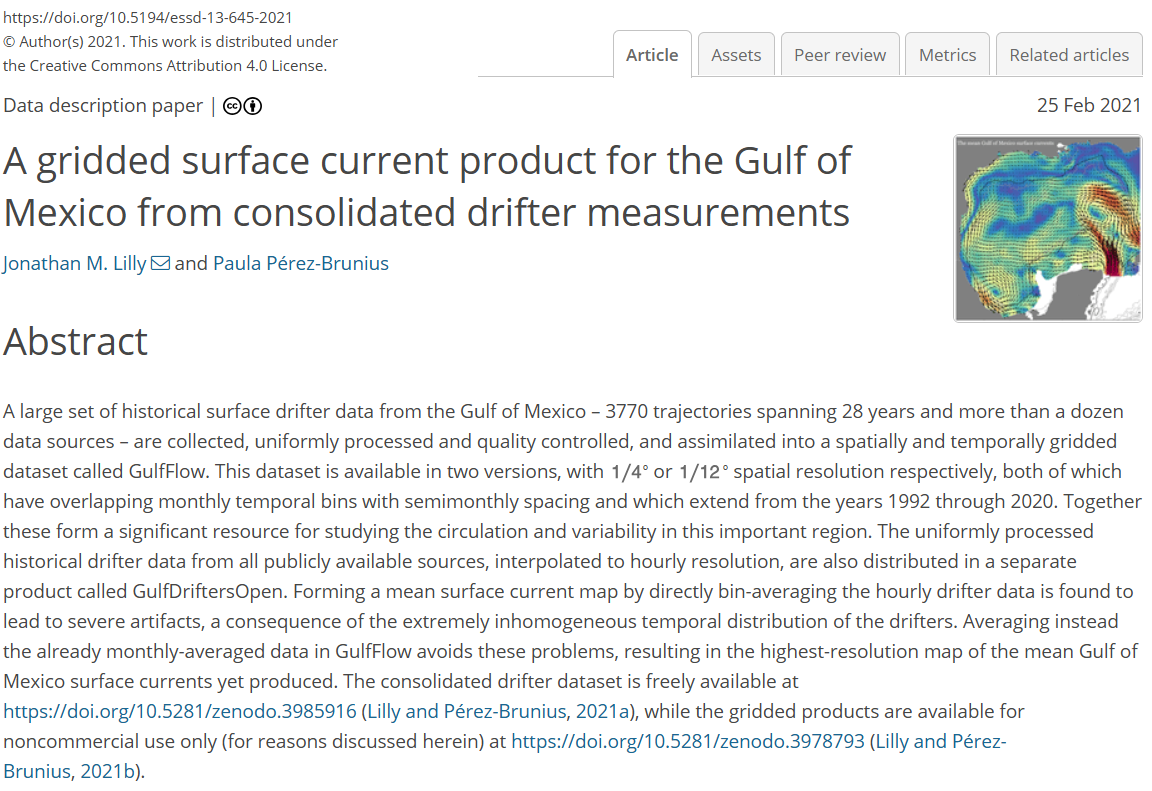 https://doi.org/10.5194/essd-13-645-2021
© Author(s) 2021. This work is distributed under
the Creative Commons Attribution 4.0 License.
Article
Assets
Peer review
Metrics
Related articles
Data description paper |
25 Feb 2021
A gridded surface current product for the Gulf of
Mexico from consolidated drifter measurements
The mean Gulf of Mexico surface currents
Jonathan M. Lilly and Paula Pérez-Brunius
Abstract
A large set of historical surface drifter data from the Gulf of Mexico – 3770 trajectories spanning 28 years and more than a dozen
data sources – are collected, uniformly processed and quality controlled, and assimilated into a spatially and temporally gridded
dataset called GulfFlow. This dataset is available in two versions, with 1/4° or 1/12° spatial resolution respectively, both of which
have overlapping monthly temporal bins with semimonthly spacing and which extend from the years 1992 through 2020. Together
these form a significant resource for studying the circulation and variability in this important region. The uniformly processed
historical drifter data from all publicly available sources, interpolated to hourly resolution, are also distributed in a separate
product called GulfDriftersOpen. Forming a mean surface current map by directly bin-averaging the hourly drifter data is found to
lead to severe artifacts, a consequence of the extremely inhomogeneous temporal distribution of the drifters. Averaging instead
the already monthly-averaged data in GulfFlow avoids these problems, resulting in the highest-resolution map of the mean Gulf of
Mexico surface currents yet produced. The consolidated drifter dataset is freely available at
https://doi.org/10.5281/zenodo.3985916 (Lilly and Pérez-Brunius, 2021a), while the gridded products are available for
noncommercial use only (for reasons discussed herein) at https://doi.org/10.5281/zenodo.3978793 (Lilly and Pérez-
Brunius, 2021b).